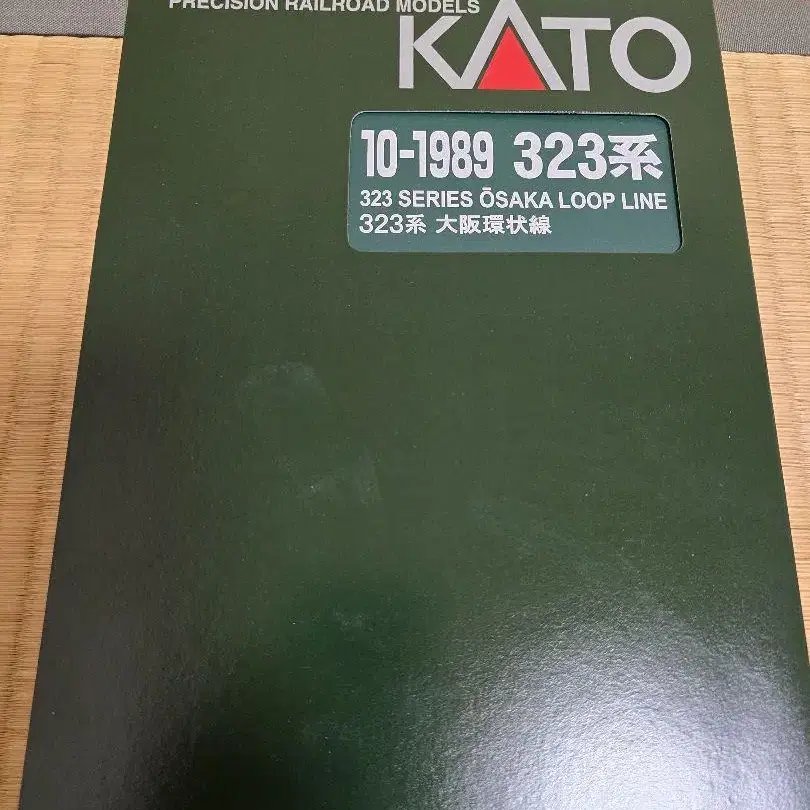 PRECISION RAILROAD MODELS
KATO
10-1989 323系
323 SERIES ŌSAKA LOOP LINE
323系 大阪環状線